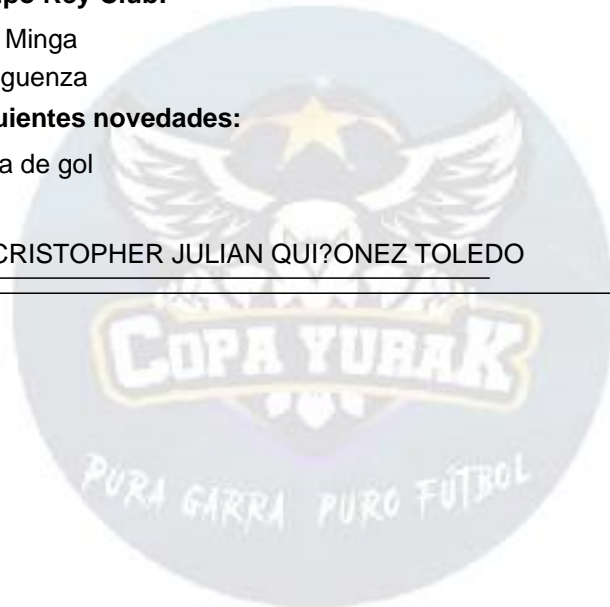 Rey Club:
Minga
guenza
uientes novedades:
a de gol
CRISTOPHER JULIAN QUI?ONEZ TOLEDO
COPA YURAK
PURA GARRA PURO FÚTBOL